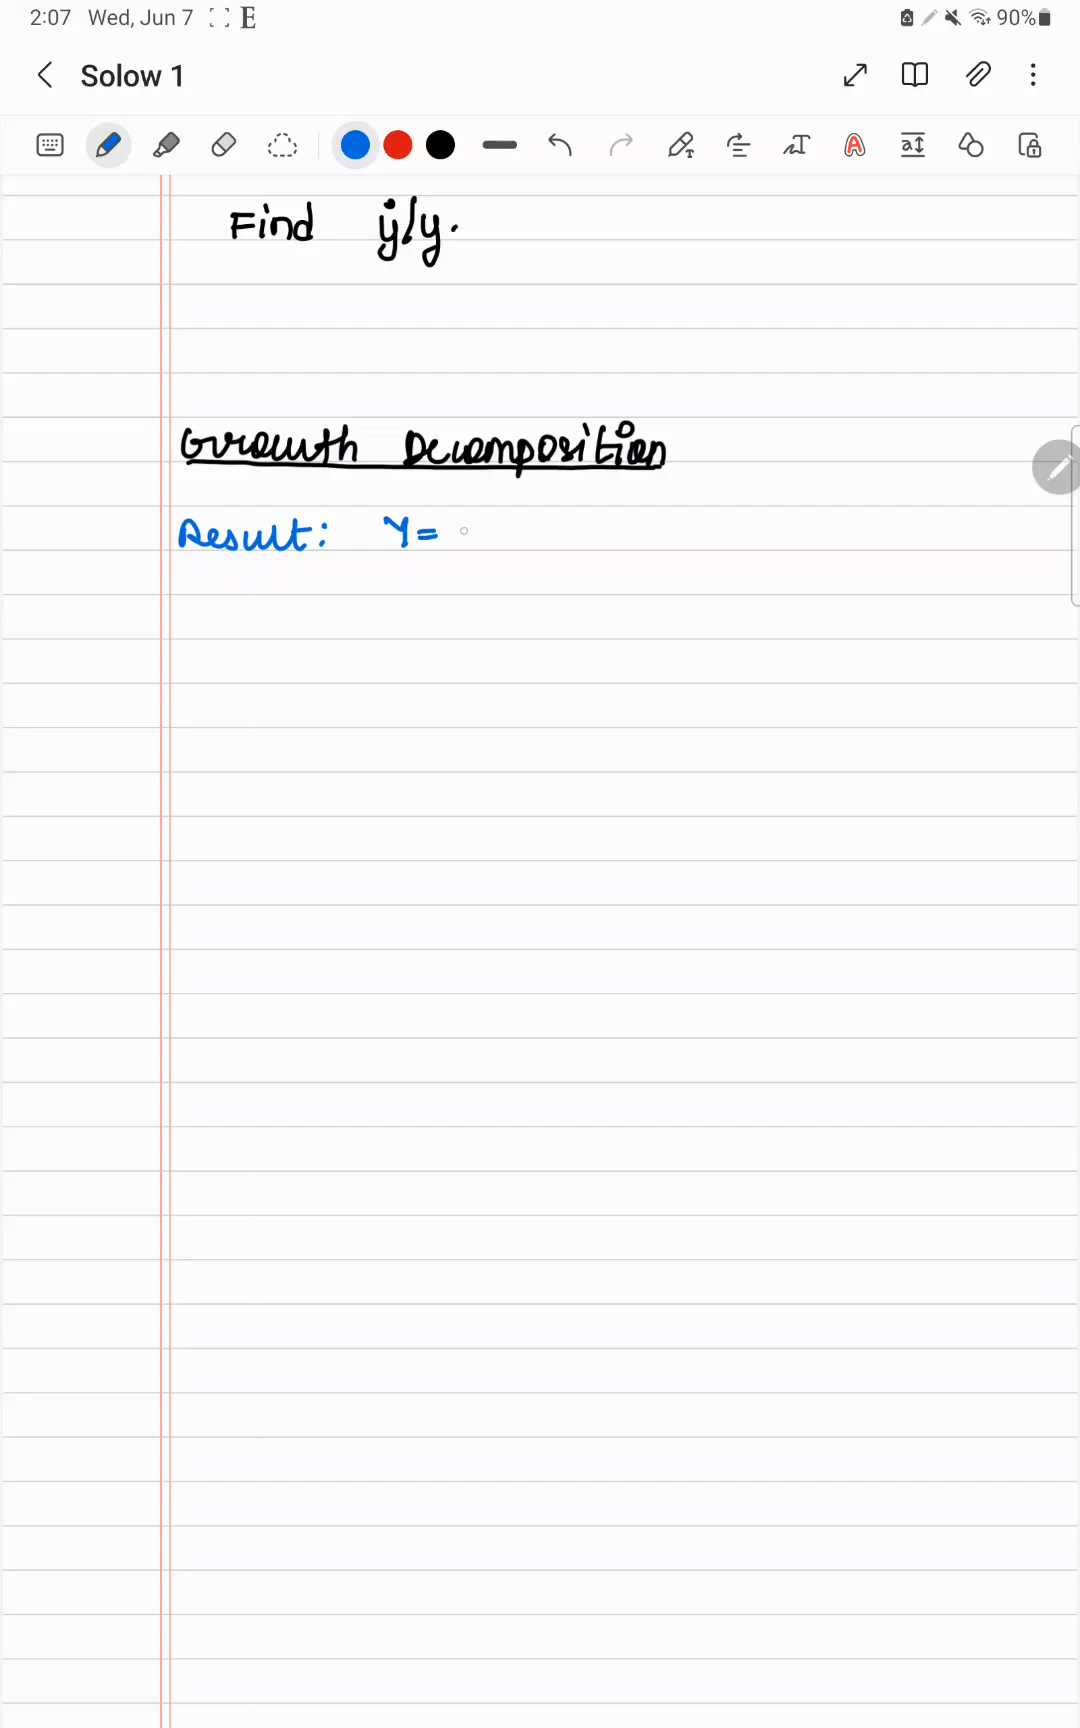 2:07 Wed, Jun 7 E 90%
Solow 1
Find ẏ/y.
Growth Decomposition
Result: Y =